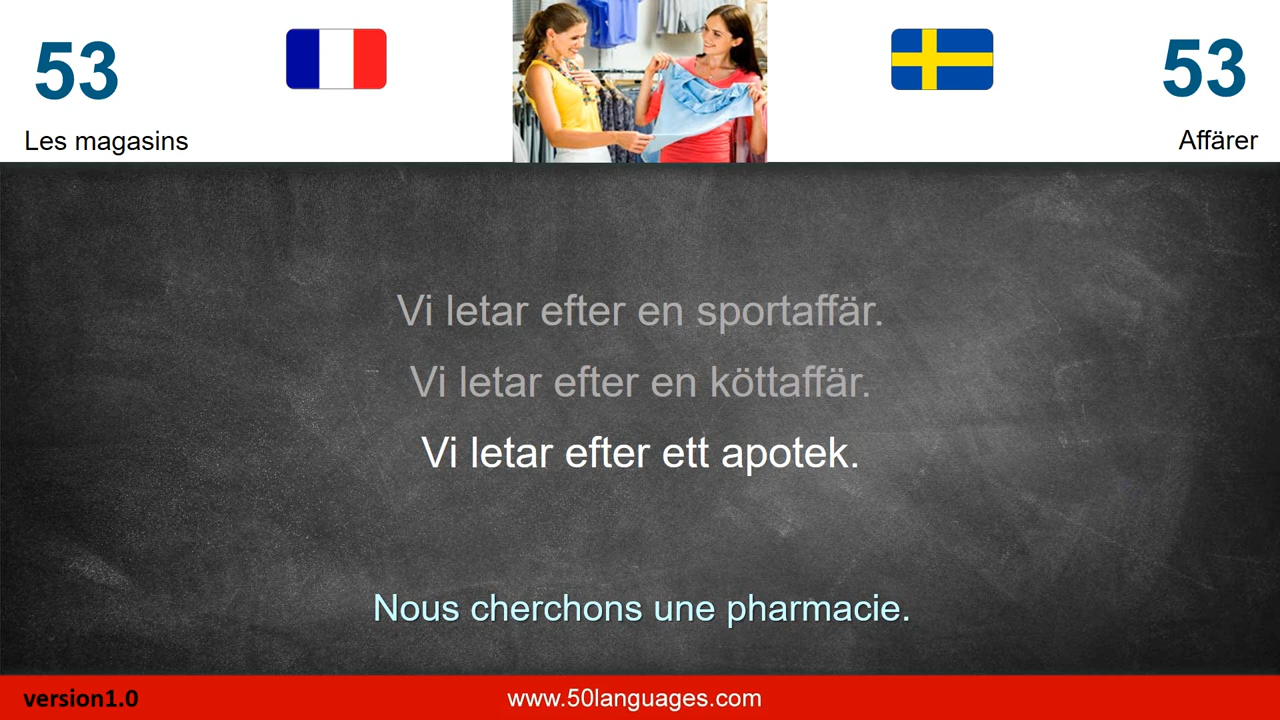 53
53
Les magasins
Affärer
Vi letar efter en sportaffär.
Vi letar efter en köttaffär.
Vi letar efter ett apotek.
Nous cherchons une pharmacie.
version1.0
www.50languages.com